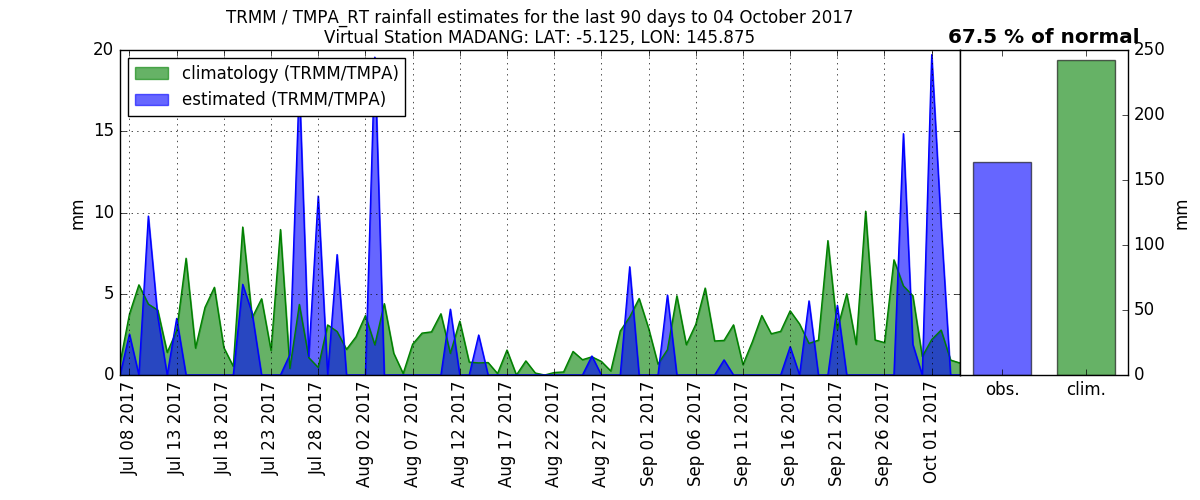 TRMM / TMPA_RT rainfall estimates for the last 90 days to 04 October 2017
Virtual Station MADANG: LAT: -5.125, LON: 145.875
67.5 % of normal
climatology (TRMM/TMPA)
estimated (TRMM/TMPA)
mm
20
15
10
5
0
Jul 08 2017
Jul 13 2017
Jul 18 2017
Jul 23 2017
Jul 28 2017
Aug 02 2017
Aug 07 2017
Aug 12 2017
Aug 17 2017
Aug 22 2017
Aug 27 2017
Sep 01 2017
Sep 06 2017
Sep 11 2017
Sep 16 2017
Sep 21 2017
Sep 26 2017
Oct 01 2017
obs.
clim.
250
200
150
100
50
0
mm